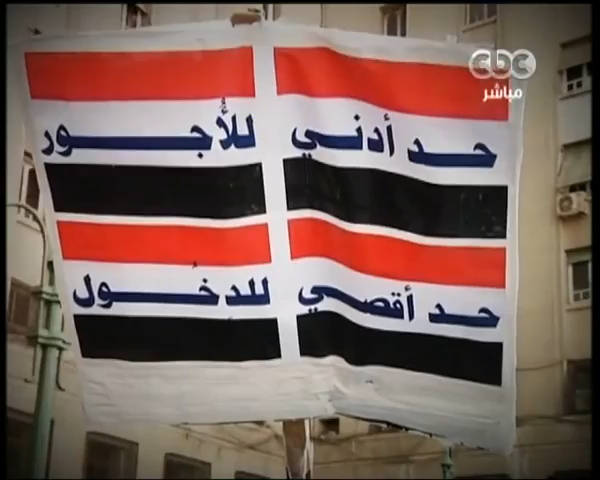 cbc
مباشر
حد أدني للأجور
حد أقصي للدخول